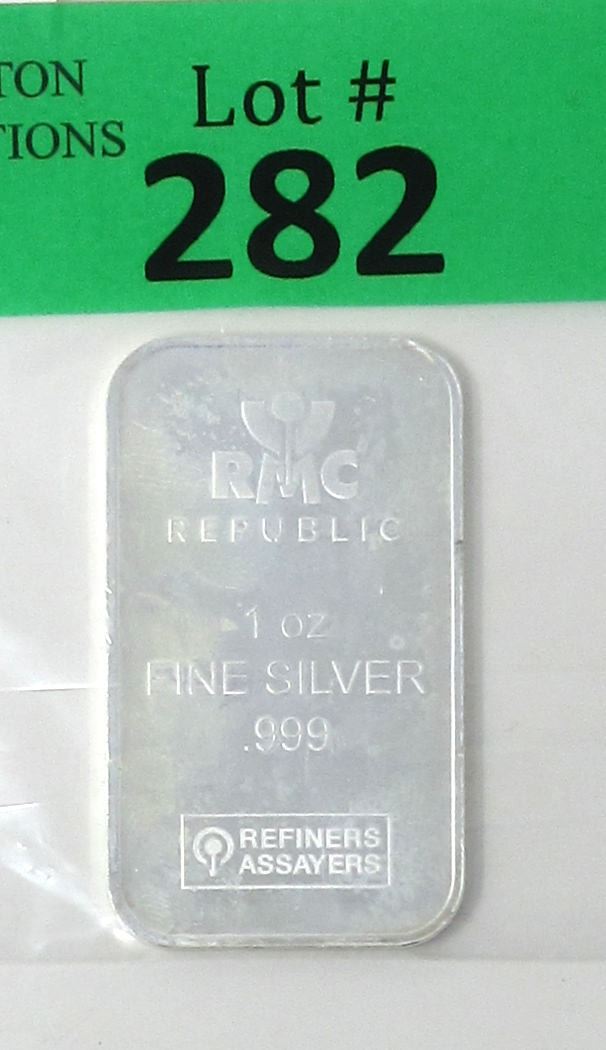 TON
TIONS
Lot #
282
RMC
REPUBLIC
1 oz
FINE SILVER
.999
REFINERS
ASSAYERS